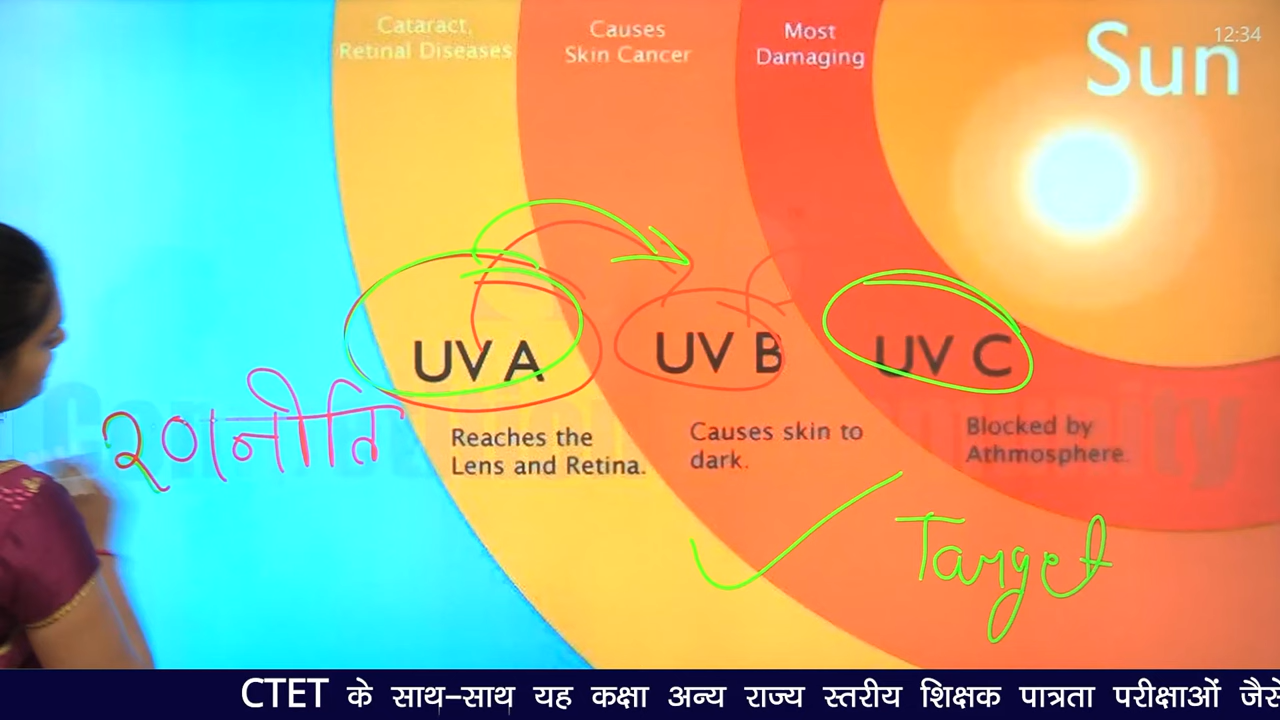 Cataract,
Retinal Diseases
Causes
Skin Cancer
Most
Damaging
12:34
Sun
UV A
UV B
UV C
रणनीति
Reaches the
Lens and Retina.
Causes skin to
dark.
Blocked by
Athmosphere.
Target
CTET के साथ-साथ यह कक्षा अन्य राज्य स्तरीय शिक्षक पात्रता परीक्षाओं जैसे